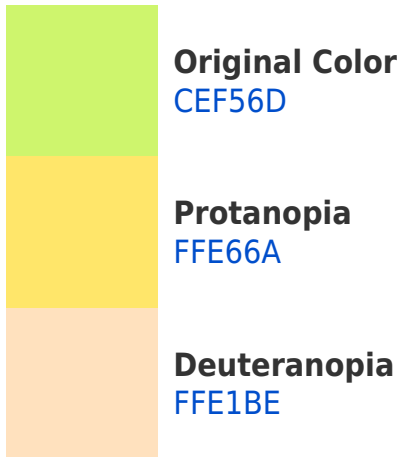 Original Color
CEF56D
Protanopia
FFE66A
Deuteranopia
FFE1BE